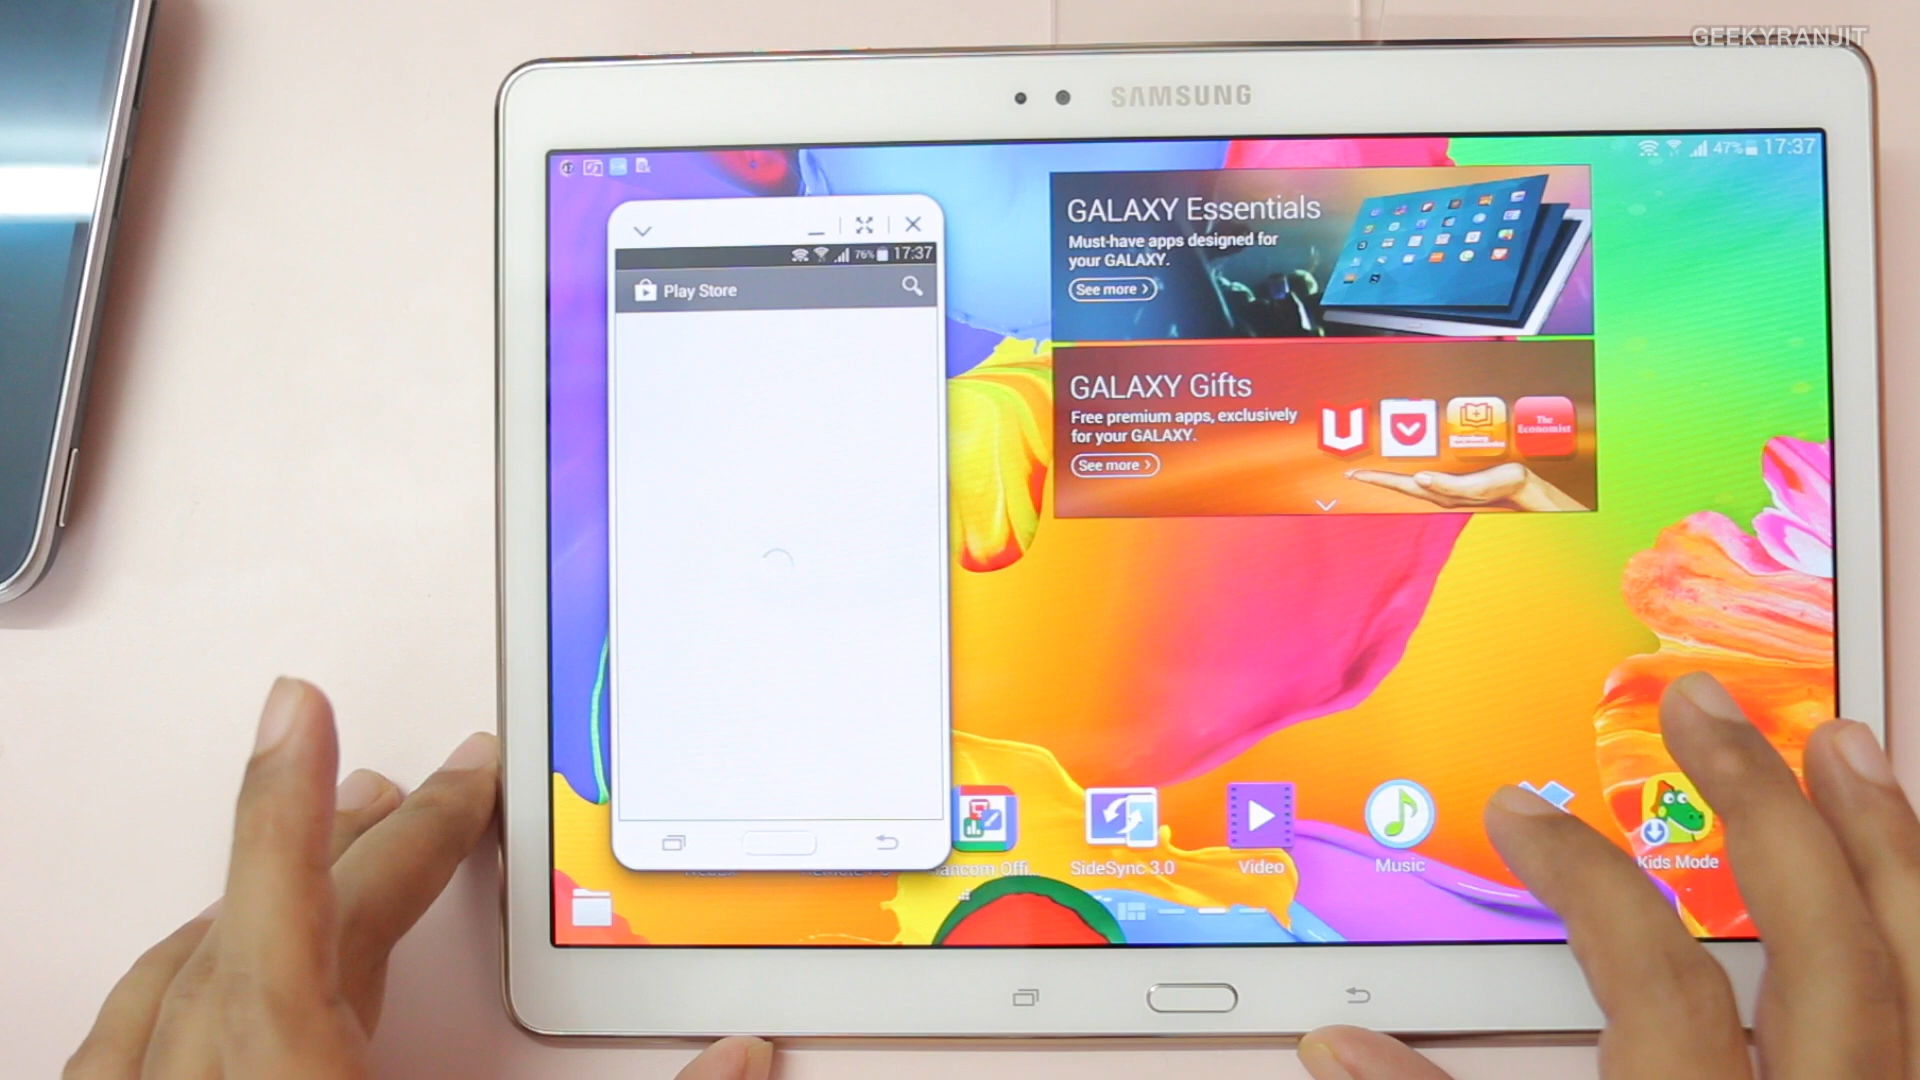 GEEKYRANJIT
SAMSUNG
47% 17:37
76% 17:37
Play Store
GALAXY Essentials
Must-have apps designed for
your GALAXY.
See more >
GALAXY Gifts
Free premium apps, exclusively
for your GALAXY.
See more >
The
Economist
Hancom Offi...
SideSync 3.0
Video
Music
Kids Mode